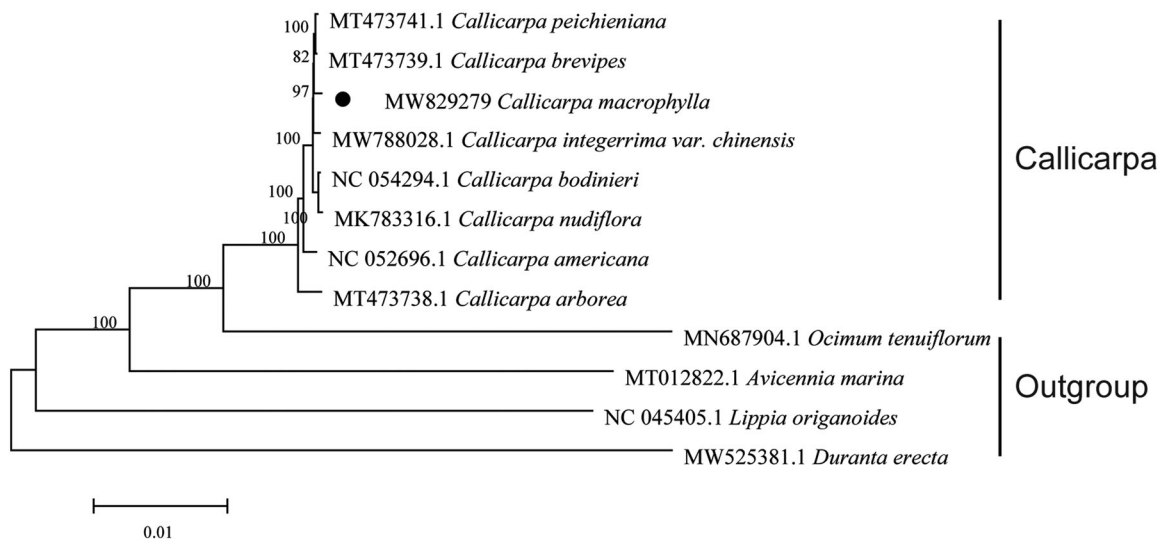 100
MT473741.1 Callicarpa peichieniana
82
MT473739.1 Callicarpa brevipes
97
MW829279 Callicarpa macrophylla
100
MW788028.1 Callicarpa integerrima var. chinensis
Callicarpa
100
NC 054294.1 Callicarpa bodinieri
100
MK783316.1 Callicarpa nudiflora
100
NC 052696.1 Callicarpa americana
100
MT473738.1 Callicarpa arborea
100
MN687904.1 Ocimum tenuiflorum
MT012822.1 Avicennia marina
Outgroup
NC 045405.1 Lippia origanoides
MW525381.1 Duranta erecta
0.01